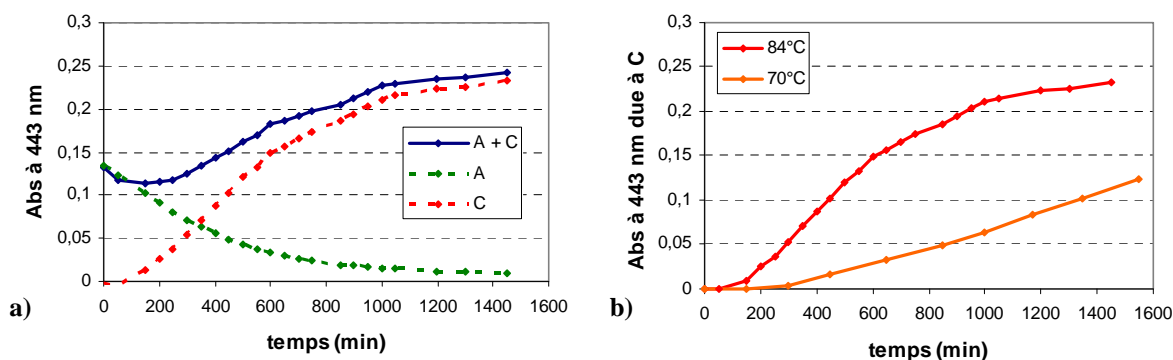 Abs à 443 nm
0,3
0,25
0,2
0,15
0,1
0,05
0
0 200 400 600 800 1000 1200 1400 1600
temps (min)
A + C
A
C
a)
Abs à 443 nm due à C
0,3
0,25
0,2
0,15
0,1
0,05
0
0 200 400 600 800 1000 1200 1400 1600
temps (min)
84°C
70°C
b)